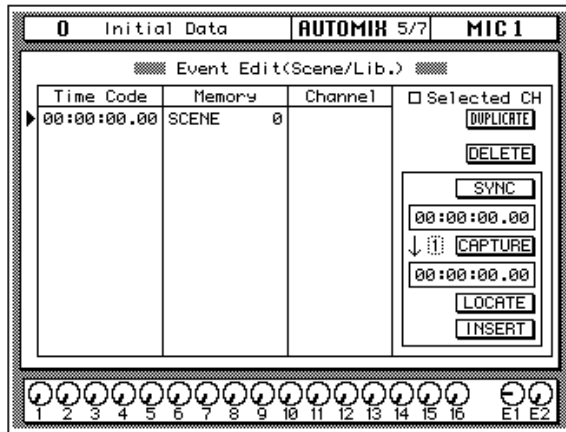 0 Initial Data AUTOMIX 5/7 MIC 1
Event Edit(Scene/Lib.)
Time Code Memory Channel
Selected CH
00:00:00.00 SCENE 0
DUPLICATE
DELETE
SYNC
00:00:00.00
↓ 1 CAPTURE
00:00:00.00
LOCATE
INSERT
1 2 3 4 5 6 7 8 9 10 11 12 13 14 15 16 E1 E2